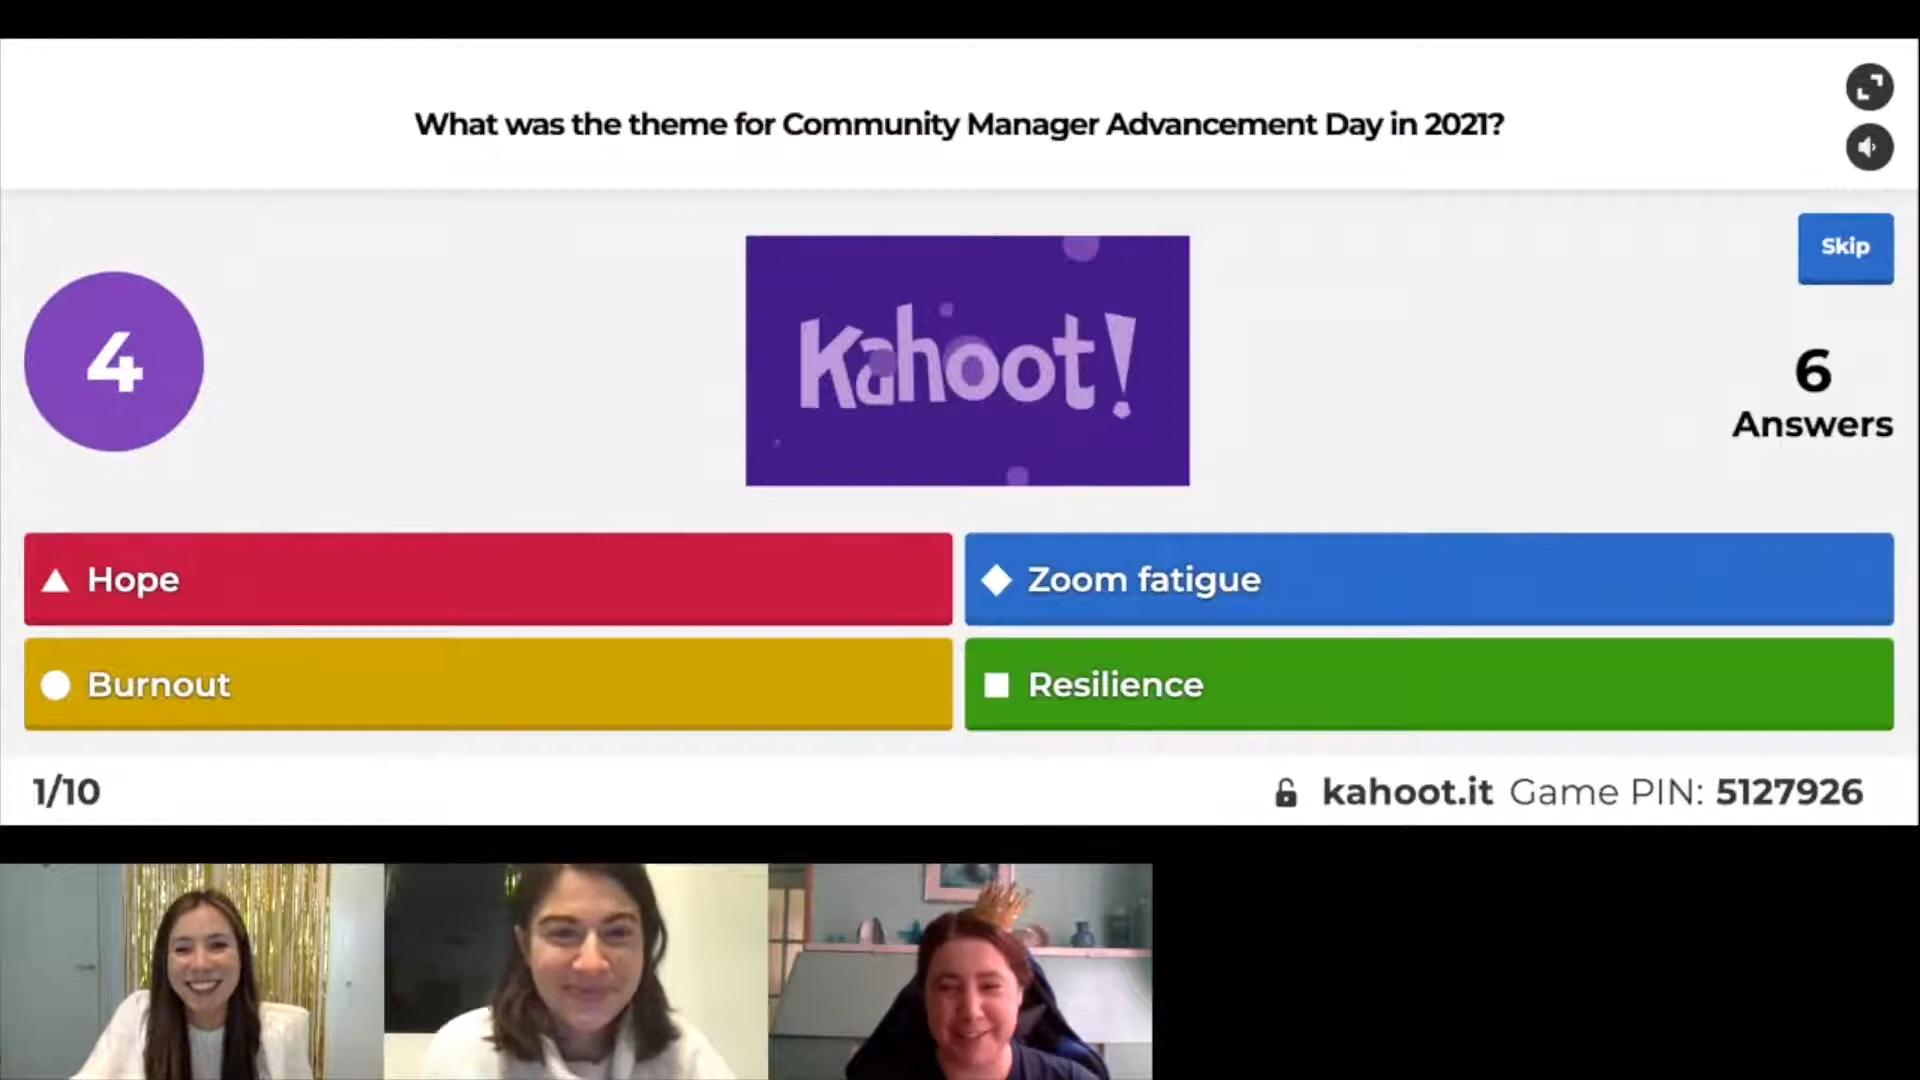 What was the theme for Community Manager Advancement Day in 2021?
Skip
4
Kahoot!
6
Answers
Hope
Zoom fatigue
Burnout
Resilience
1/10
kahoot.it Game PIN: 5127926